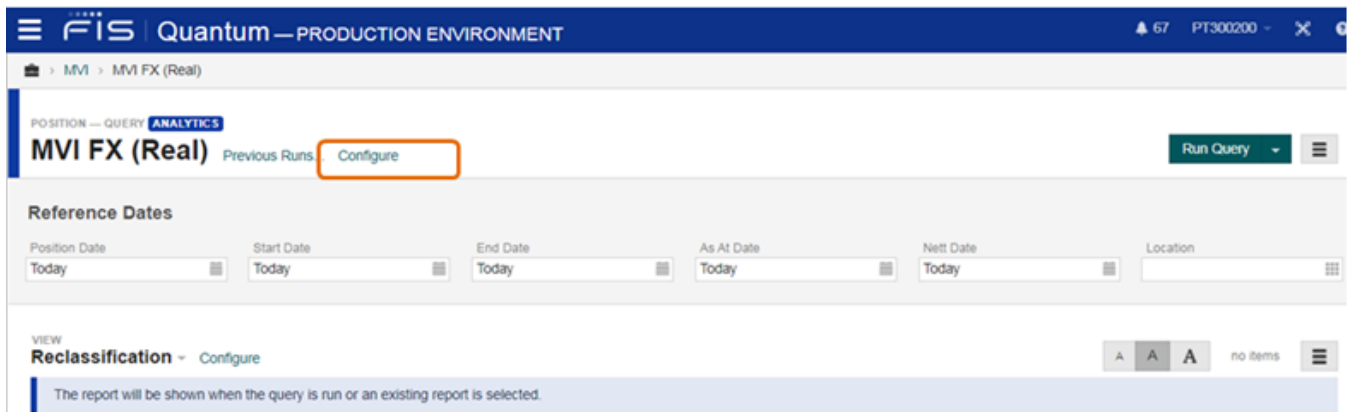 FIS Quantum — PRODUCTION ENVIRONMENT 67 PT300200
MVI > MVI FX (Real)
POSITION — QUERY ANALYTICS
MVI FX (Real) Previous Runs... Configure Run Query
Reference Dates
Position Date Start Date End Date As At Date Nett Date Location
Today Today Today Today Today
VIEW
Reclassification Configure A A A no items
The report will be shown when the query is run or an existing report is selected.